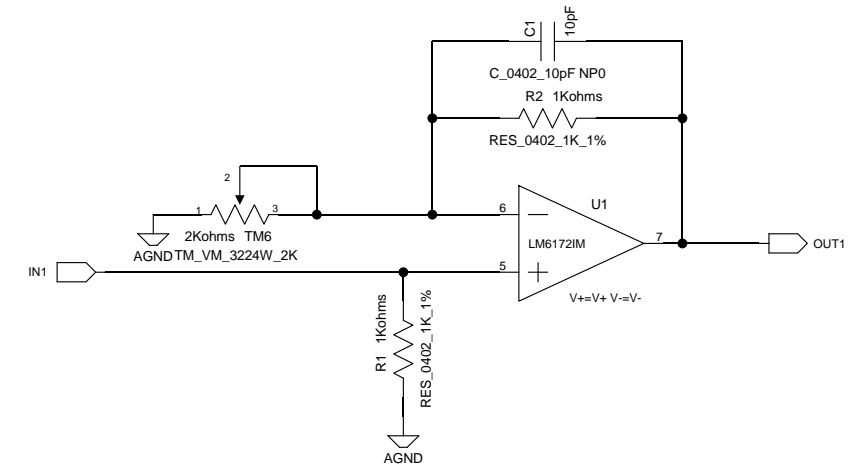 C1
10pF
C_0402_10pF NP0
R2 1Kohms
RES_0402_1K_1%
2
1
3
2Kohms TM6
AGND
TM_VM_3224W_2K
6
U1
LM6172IM
7
OUT1
5
V+=V+ V-=V-
IN1
R1 1Kohms
RES_0402_1K_1%
AGND